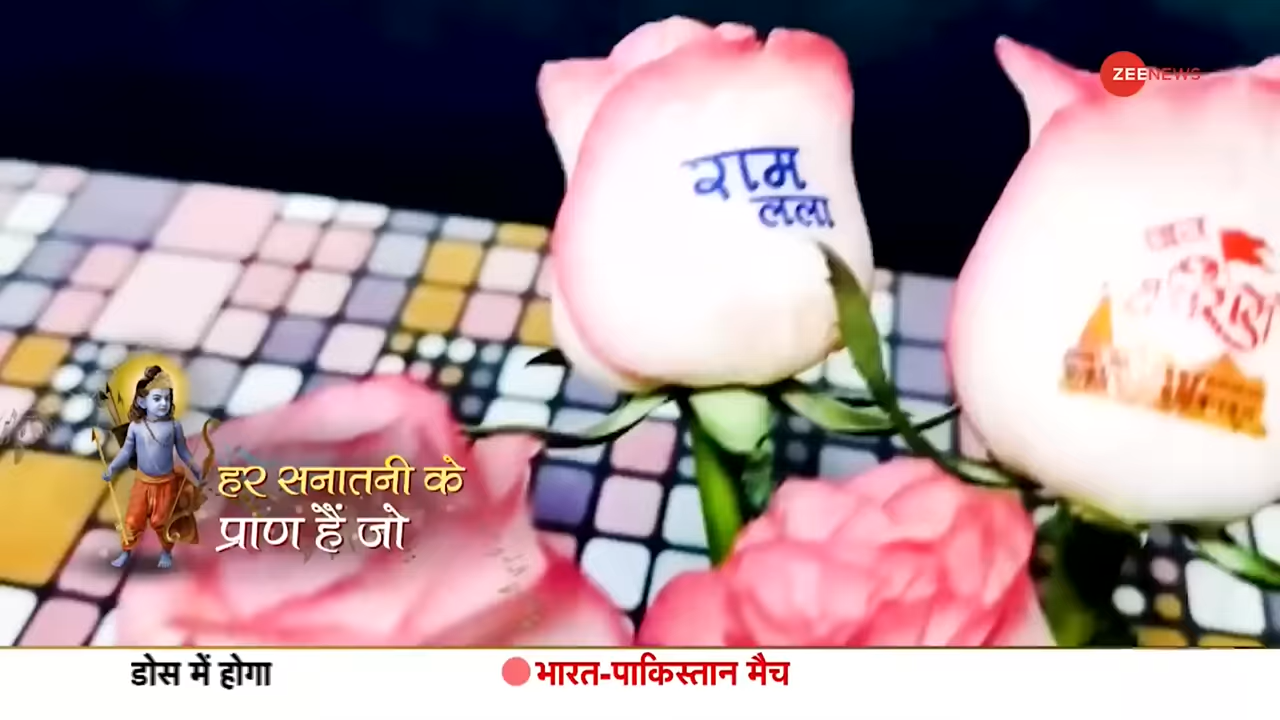 ZEENEWS
राम
लला
हर सनातनी के
प्राण हैं जो
डोस में होगा
भारत-पाकिस्तान मैच